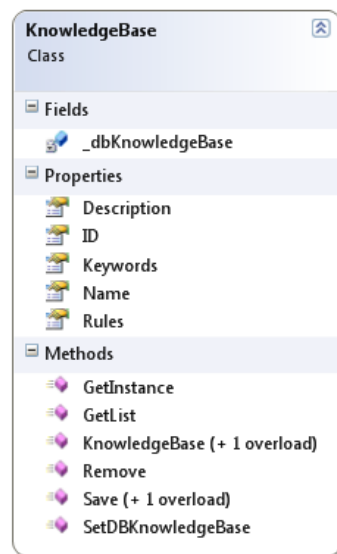 KnowledgeBase
Class
Fields
_dbKnowledgeBase
Properties
Description
ID
Keywords
Name
Rules
Methods
GetInstance
GetList
KnowledgeBase (+ 1 overload)
Remove
Save (+ 1 overload)
SetDBKnowledgeBase